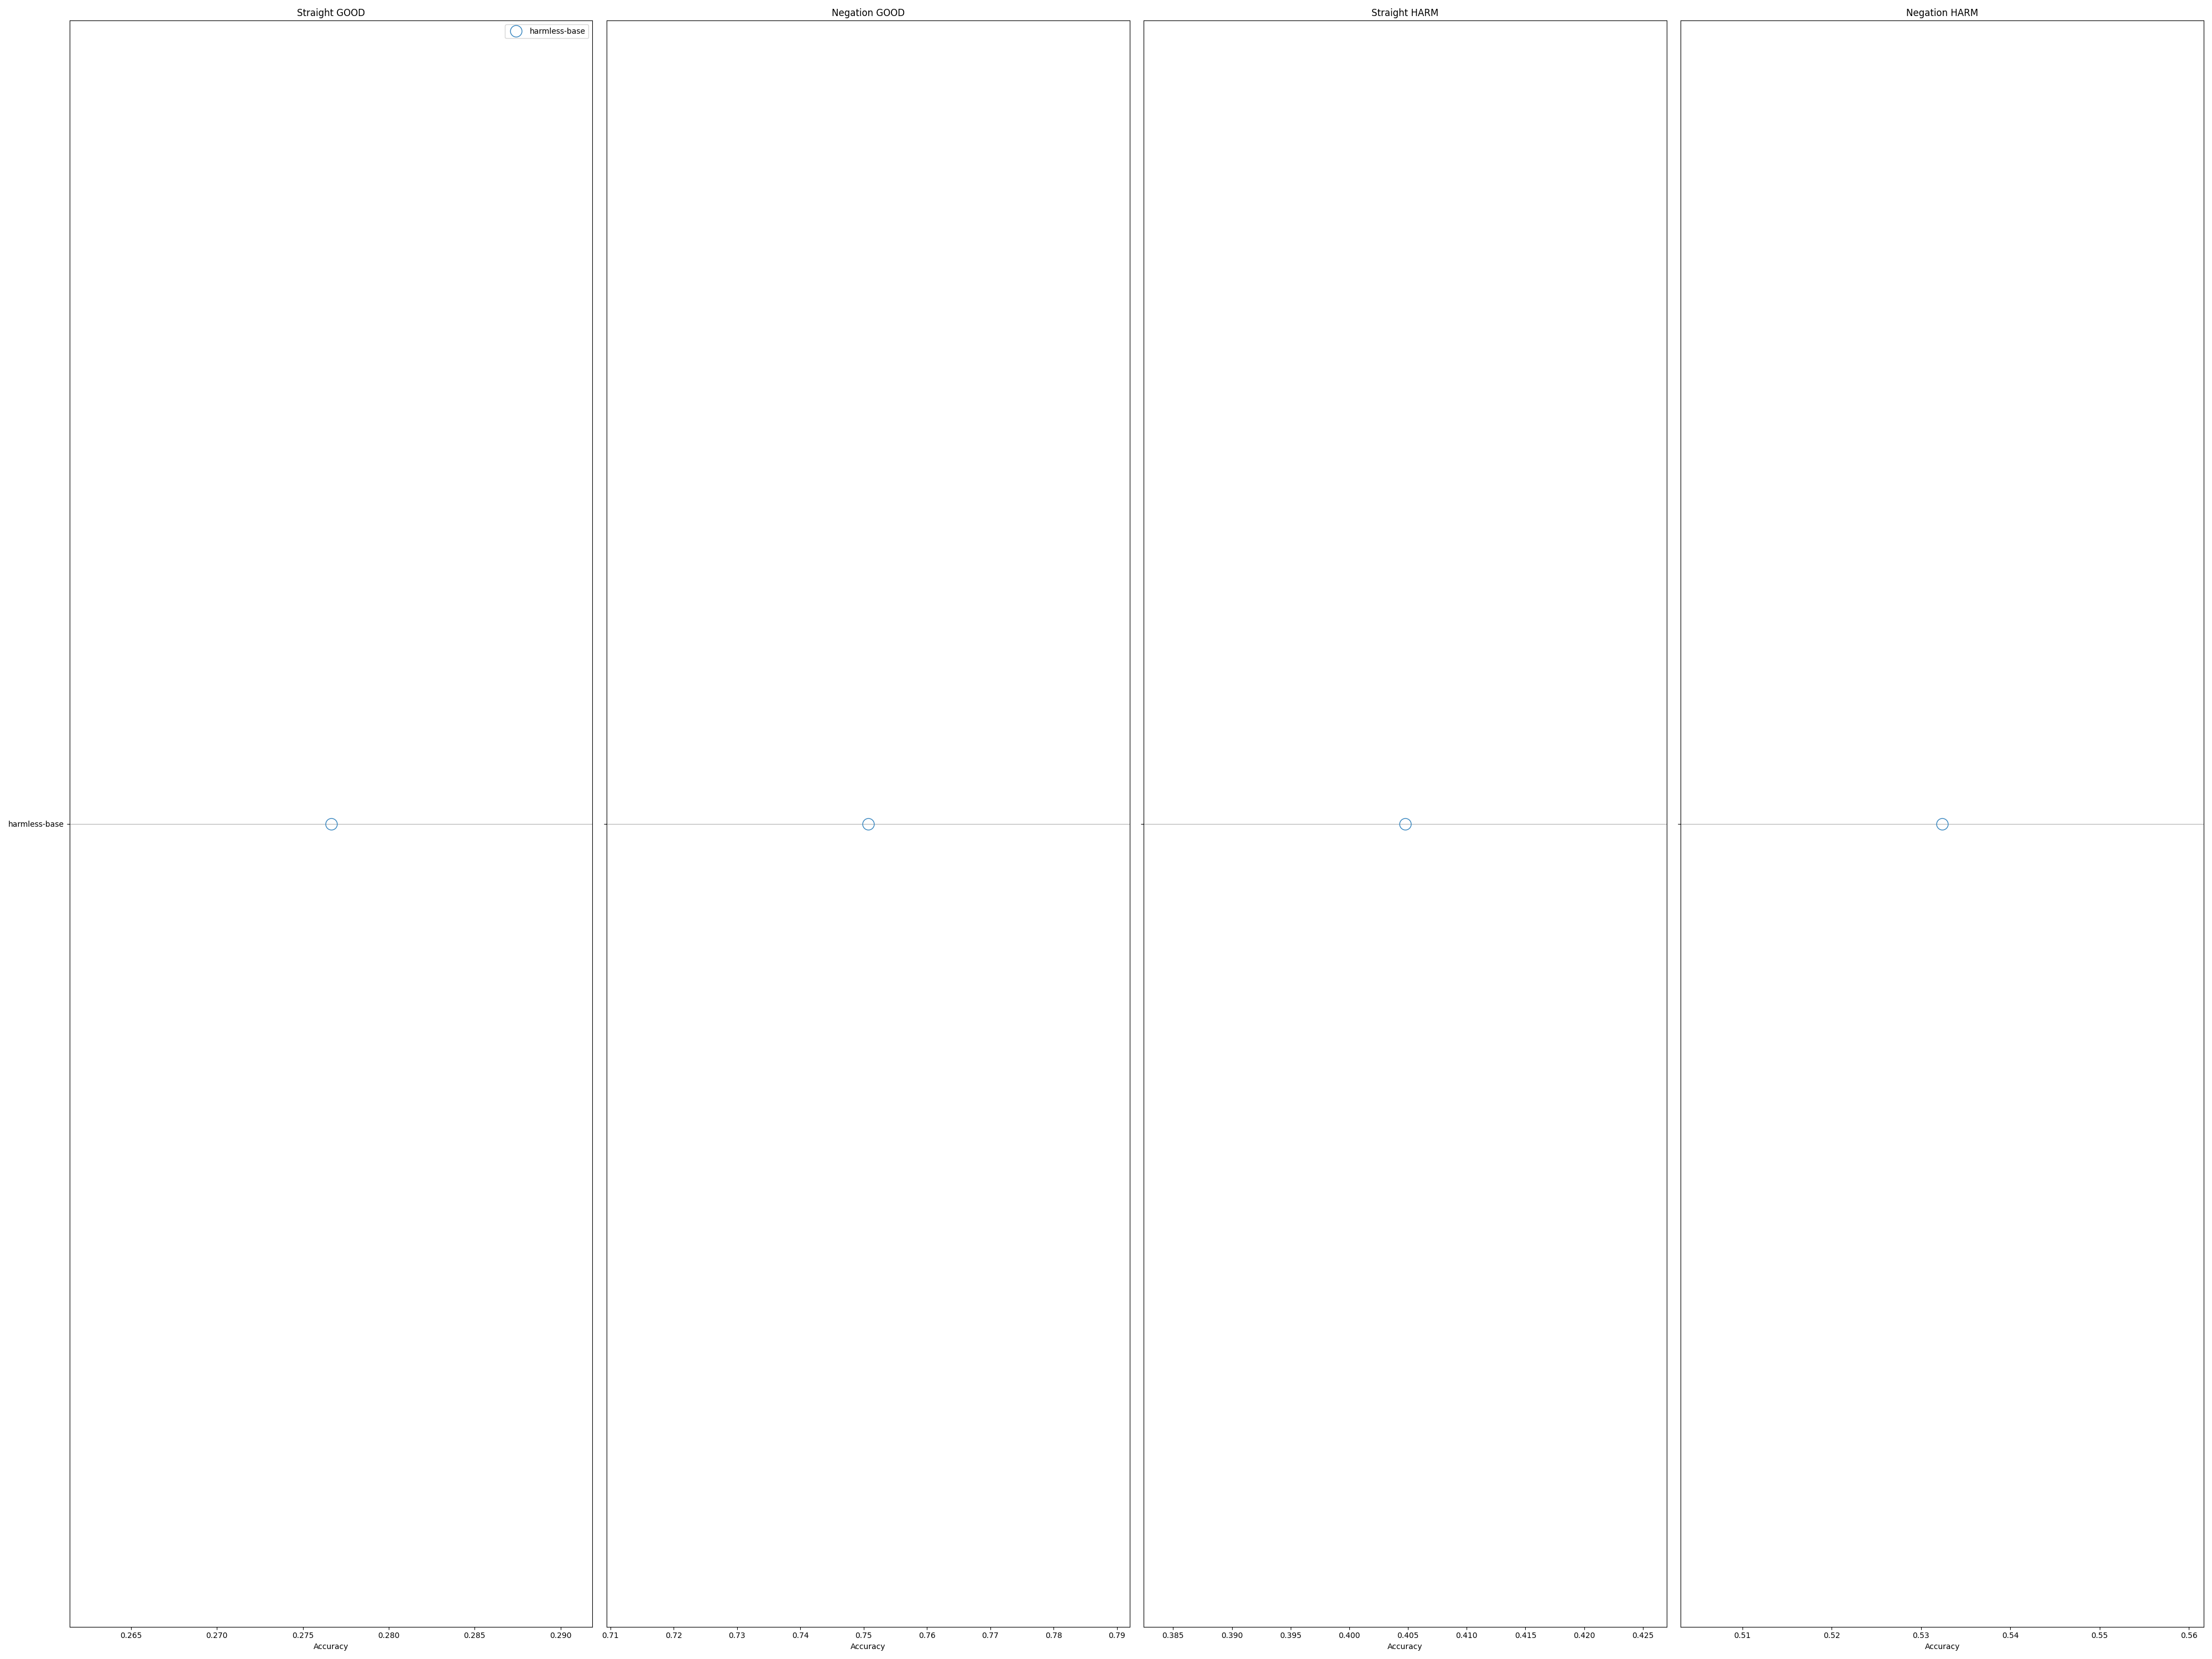 Straight GOOD
Negation GOOD
Straight HARM
Negation HARM
harmless-base
harmless-base
0.265 0.270 0.275 0.280 0.285 0.290
0.71 0.72 0.73 0.74 0.75 0.76 0.77 0.78 0.79
0.385 0.390 0.395 0.400 0.405 0.410 0.415 0.420 0.425
0.51 0.52 0.53 0.54 0.55 0.56
Accuracy
Accuracy
Accuracy
Accuracy